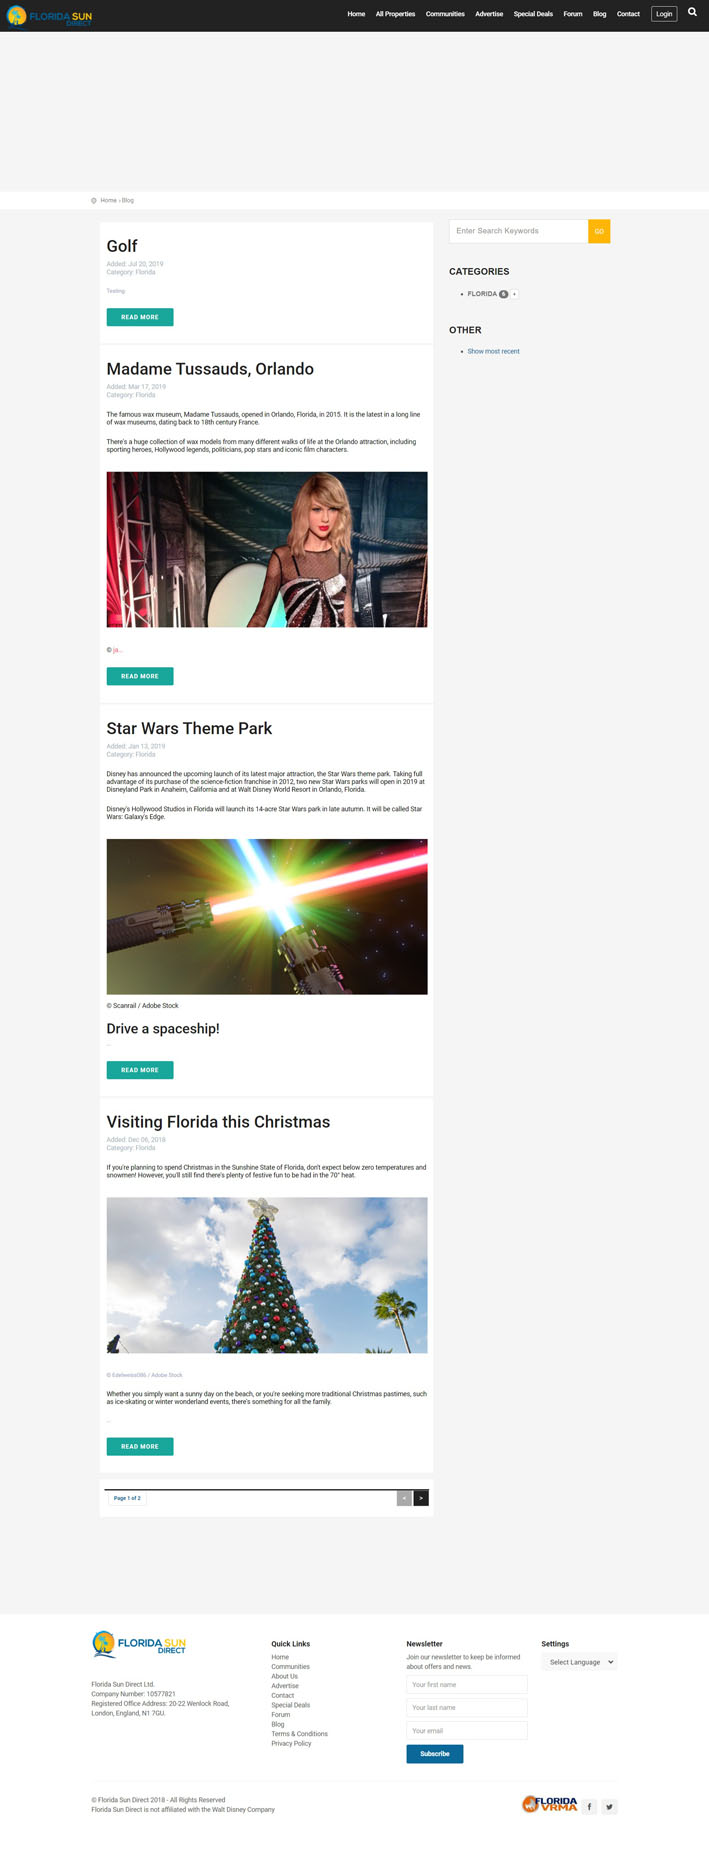 FLORIDA SUN
DIRECT
Home All Properties Communities Advertise Special Deals Forum Blog Contact Login
Home › Blog
Enter Search Keywords GO
Golf
Added: Jul 20, 2019
Category: Florida
Testing
READ MORE
CATEGORIES
FLORIDA 6 +
OTHER
Show most recent
Madame Tussauds, Orlando
Added: Mar 17, 2019
Category: Florida
The famous wax museum, Madame Tussauds, opened in Orlando, Florida, in 2015. It is the latest in a long line
of wax museums, dating back to 18th century France.
There's a huge collection of wax models from many different walks of life at the Orlando attraction, including
sporting heroes, Hollywood legends, politicians, pop stars and iconic film characters.
© ja...
READ MORE
Star Wars Theme Park
Added: Jan 13, 2019
Category: Florida
Disney has announced the upcoming launch of its latest major attraction, the Star Wars theme park. Taking full
advantage of its purchase of the science-fiction franchise in 2012, two new Star Wars parks will open in 2019 at
Disneyland Park in Anaheim, California and at Walt Disney World Resort in Orlando, Florida.
Disney's Hollywood Studios in Florida will launch its 14-acre Star Wars park in late autumn. It will be called Star
Wars: Galaxy's Edge.
© Scanrail / Adobe Stock
Drive a spaceship!
...
READ MORE
Visiting Florida this Christmas
Added: Dec 06, 2018
Category: Florida
If you're planning to spend Christmas in the Sunshine State of Florida, don't expect below zero temperatures and
snowmen! However, you'll still find there's plenty of festive fun to be had in the 70° heat.
© Edelweiss086 / Adobe Stock
Whether you simply want a sunny day on the beach, or you're seeking more traditional Christmas pastimes, such
as ice-skating or winter wonderland events, there's something for all the family.
...
READ MORE
Page 1 of 2 < >
FLORIDA SUN
DIRECT
Florida Sun Direct Ltd.
Company Number: 10577821
Registered Office Address: 20-22 Wenlock Road,
London, England, N1 7GU.
Quick Links
Home
Communities
About Us
Advertise
Contact
Special Deals
Forum
Blog
Terms & Conditions
Privacy Policy
Newsletter
Join our newsletter to keep be informed
about offers and news.
Your first name
Your last name
Your email
Subscribe
Settings
Select Language
© Florida Sun Direct 2018 - All Rights Reserved
Florida Sun Direct is not affiliated with the Walt Disney Company
FLORIDA
VRMA